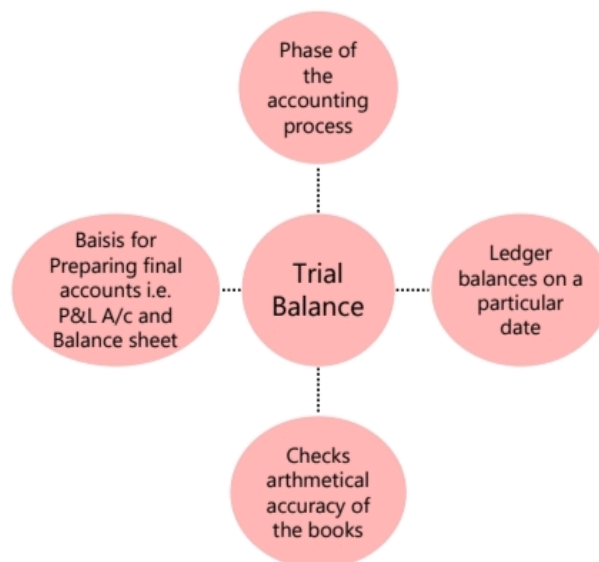 Phase of
the
accounting
process
Baisis for
Preparing final
accounts i.e.
P&L A/c and
Balance sheet
Trial
Balance
Ledger
balances on a
particular
date
Checks
arthmetical
accuracy of
the books